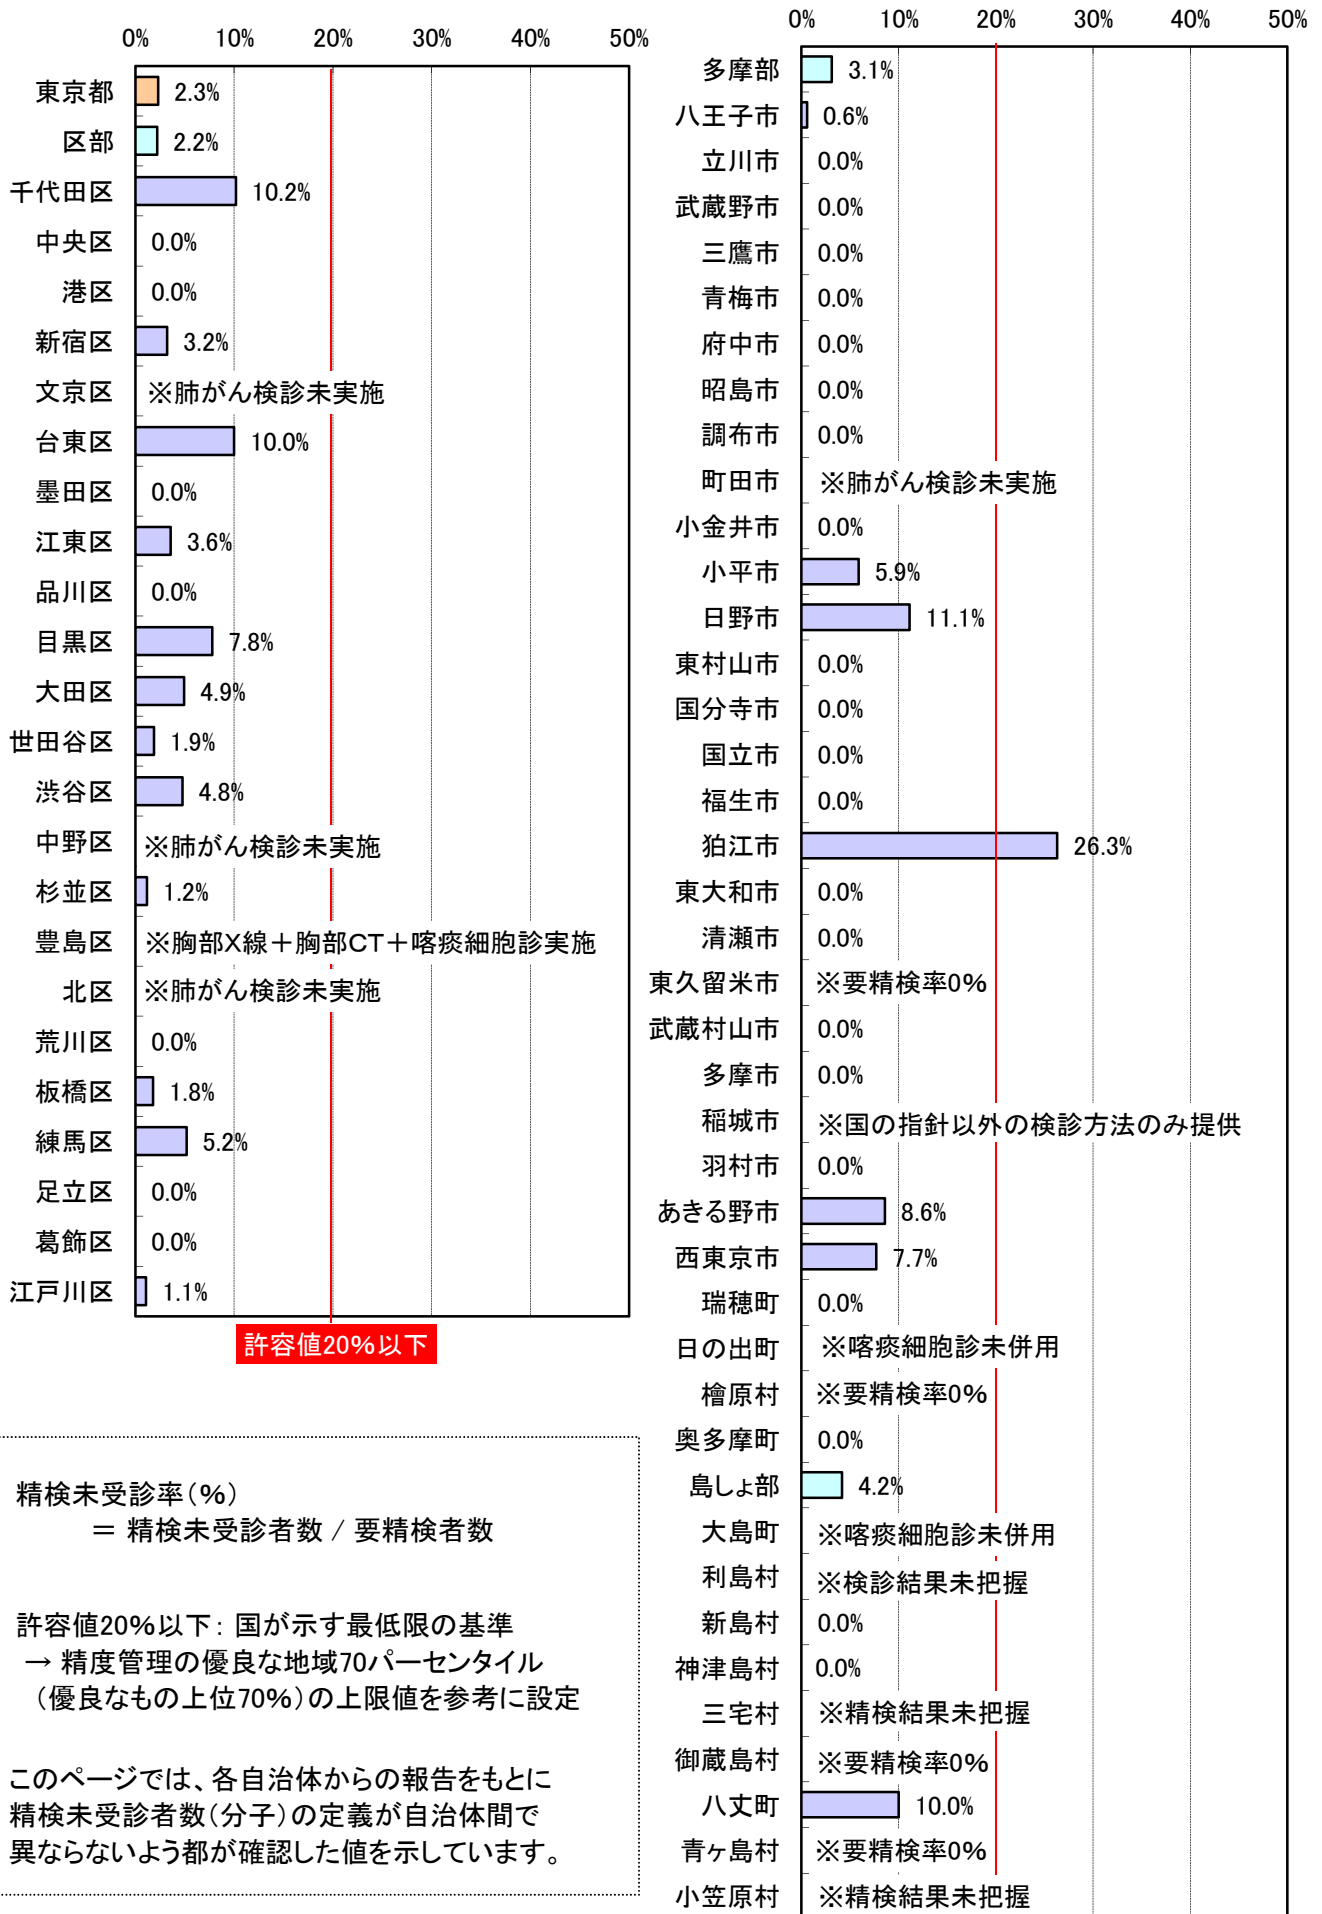 0% 10% 20% 30% 40% 50%
東京都 2.3%
区部 2.2%
千代田区 10.2%
中央区 0.0%
港区 0.0%
新宿区 3.2%
文京区 ※肺がん検診未実施
台東区 10.0%
墨田区 0.0%
江東区 3.6%
品川区 0.0%
目黒区 7.8%
大田区 4.9%
世田谷区 1.9%
渋谷区 4.8%
中野区 ※肺がん検診未実施
杉並区 1.2%
豊島区 ※胸部X線＋胸部CT＋喀痰細胞診実施
北区 ※肺がん検診未実施
荒川区 0.0%
板橋区 1.8%
練馬区 5.2%
足立区 0.0%
葛飾区 0.0%
江戸川区 1.1%
許容値20%以下
精検未受診率（%）
＝ 精検未受診者数 / 要精検者数
許容値20%以下：国が示す最低限の基準
→ 精度管理の優良な地域70パーセンタイル
（優良なもの上位70%）の上限値を参考に設定
このページでは、各自治体からの報告をもとに
精検未受診者数（分子）の定義が自治体間で
異ならないよう都が確認した値を示しています。
0% 10% 20% 30% 40% 50%
多摩部 3.1%
八王子市 0.6%
立川市 0.0%
武蔵野市 0.0%
三鷹市 0.0%
青梅市 0.0%
府中市 0.0%
昭島市 0.0%
調布市 0.0%
町田市 ※肺がん検診未実施
小金井市 0.0%
小平市 5.9%
日野市 11.1%
東村山市 0.0%
国分寺市 0.0%
国立市 0.0%
福生市 0.0%
狛江市 26.3%
東大和市 0.0%
清瀬市 0.0%
東久留米市 ※要精検率0%
武蔵村山市 0.0%
多摩市 0.0%
稲城市 ※国の指針以外の検診方法のみ提供
羽村市 0.0%
あきる野市 8.6%
西東京市 7.7%
瑞穂町 0.0%
日の出町 ※喀痰細胞診未併用
檜原村 ※要精検率0%
奥多摩町 0.0%
島しょ部 4.2%
大島町 ※喀痰細胞診未併用
利島村 ※検診結果未把握
新島村 0.0%
神津島村 0.0%
三宅村 ※精検結果未把握
御蔵島村 ※要精検率0%
八丈町 10.0%
青ヶ島村 ※要精検率0%
小笠原村 ※精検結果未把握